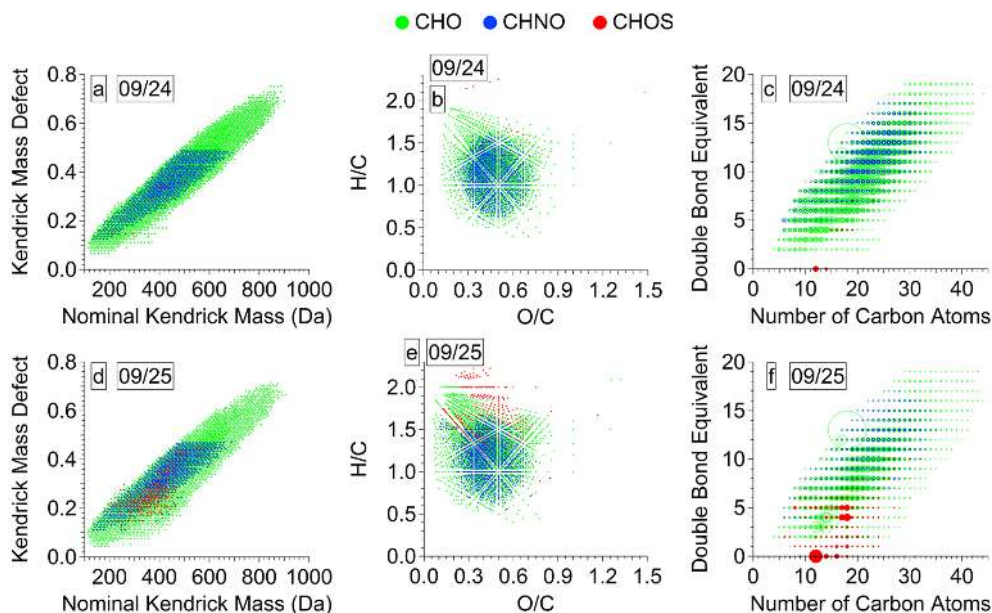 CHO CHNO CHOS
a 09/24
Kendrick Mass Defect
0.8
0.6
0.4
0.2
0.0
200 400 600 800 1000
Nominal Kendrick Mass (Da)
09/24
b
H/C
2.0
1.5
1.0
0.5
0.0
0.0 0.3 0.6 0.9 1.2 1.5
O/C
c 09/24
Double Bond Equivalent
20
15
10
5
0
0 10 20 30 40
Number of Carbon Atoms
d 09/25
Kendrick Mass Defect
0.8
0.6
0.4
0.2
0.0
200 400 600 800 1000
Nominal Kendrick Mass (Da)
e 09/25
H/C
2.0
1.5
1.0
0.5
0.0
0.0 0.3 0.6 0.9 1.2 1.5
O/C
f 09/25
Double Bond Equivalent
20
15
10
5
0
0 10 20 30 40
Number of Carbon Atoms